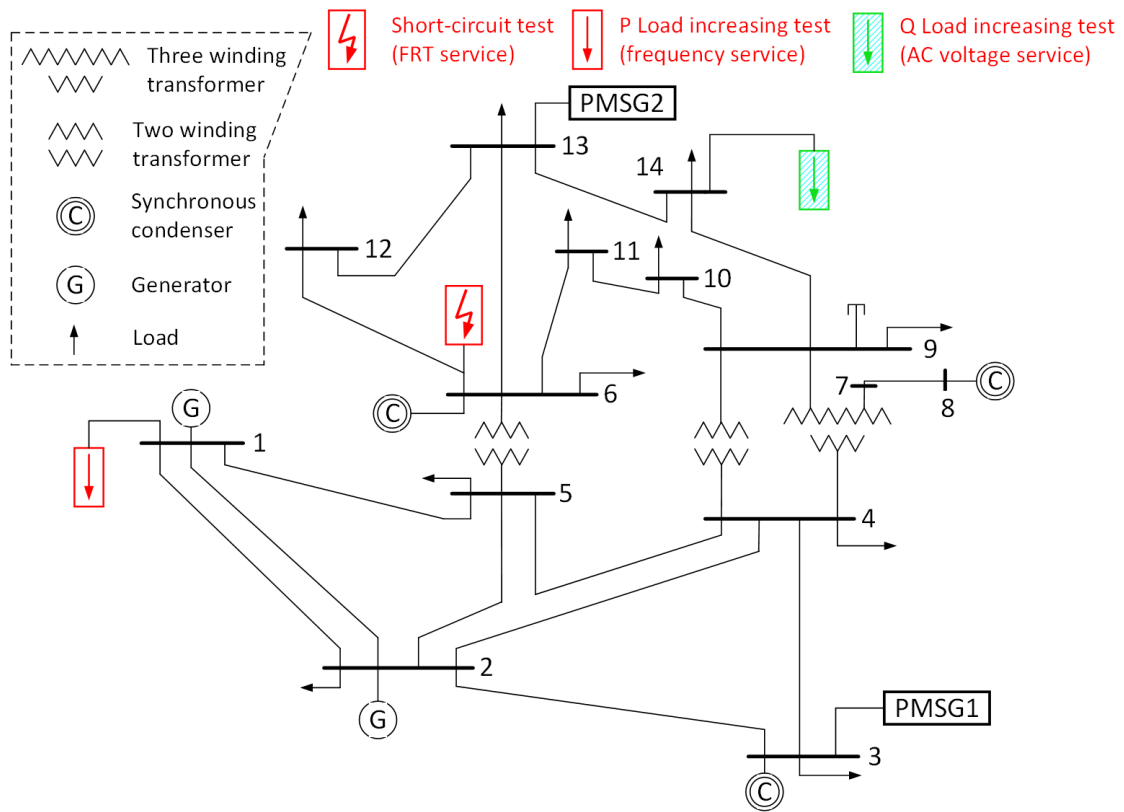 Short-circuit test
(FRT service)
P Load increasing test
(frequency service)
Q Load increasing test
(AC voltage service)
Three winding
transformer
Two winding
transformer
C
Synchronous
condenser
G
Generator
Load
PMSG2
13
14
12
11
10
9
6
7
8
C
C
G
1
5
4
2
G
PMSG1
3
C